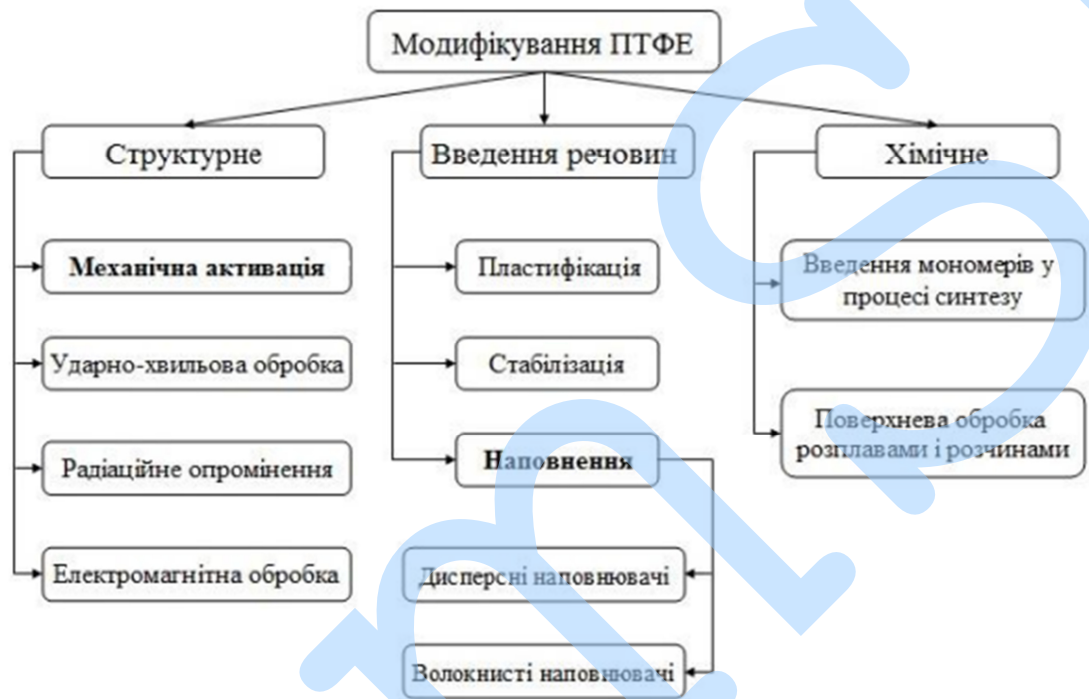 Модифікування ПТФЕ
Структурне
Механічна активація
Ударно-хвильова обробка
Радіаційне опромінення
Електромагнітна обробка
Введення речовин
Пластифікація
Стабілізація
Наповнення
Дисперсні наповнювачі
Волокнисті наповнювачі
Хімічне
Введення мономерів у
процесі синтезу
Поверхнева обробка
розплавами і розчинами